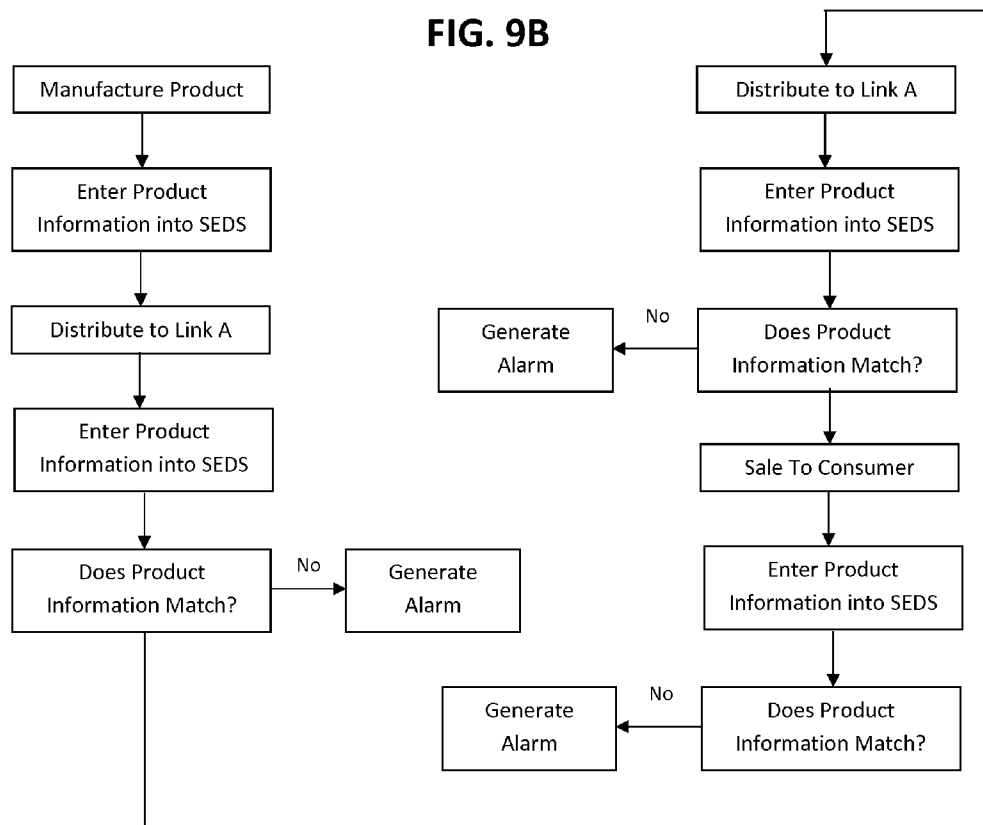 FIG. 9B
Manufacture Product
Enter Product
Information into SEDS
Distribute to Link A
Enter Product
Information into SEDS
Does Product
Information Match?
No
Generate
Alarm
Distribute to Link A
Enter Product
Information into SEDS
Does Product
Information Match?
No
Generate
Alarm
Sale To Consumer
Enter Product
Information into SEDS
Does Product
Information Match?
No
Generate
Alarm